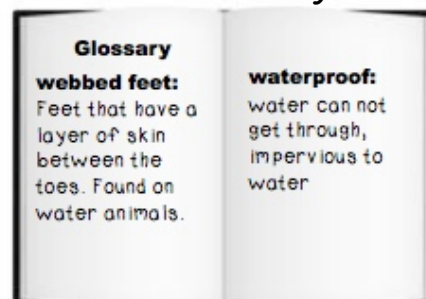 Glossary
webbed feet:
Feet that have a
layer of skin
between the
toes. Found on
water animals.
waterproof:
water can not
get through,
impervious to
water